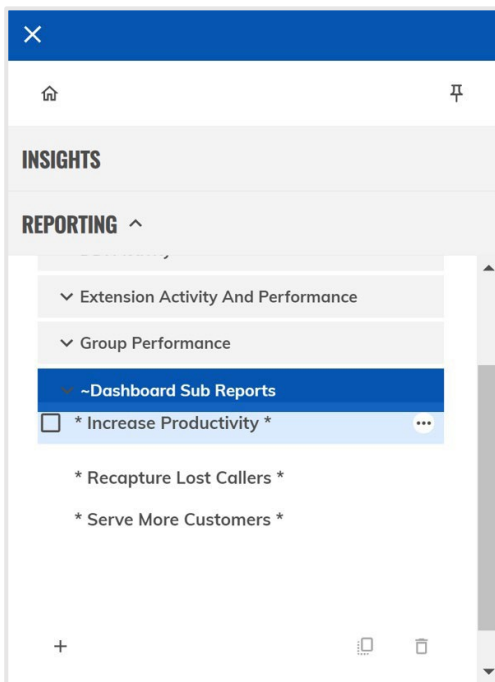 INSIGHTS
REPORTING
Extension Activity And Performance
Group Performance
~Dashboard Sub Reports
* Increase Productivity *
* Recapture Lost Callers *
* Serve More Customers *